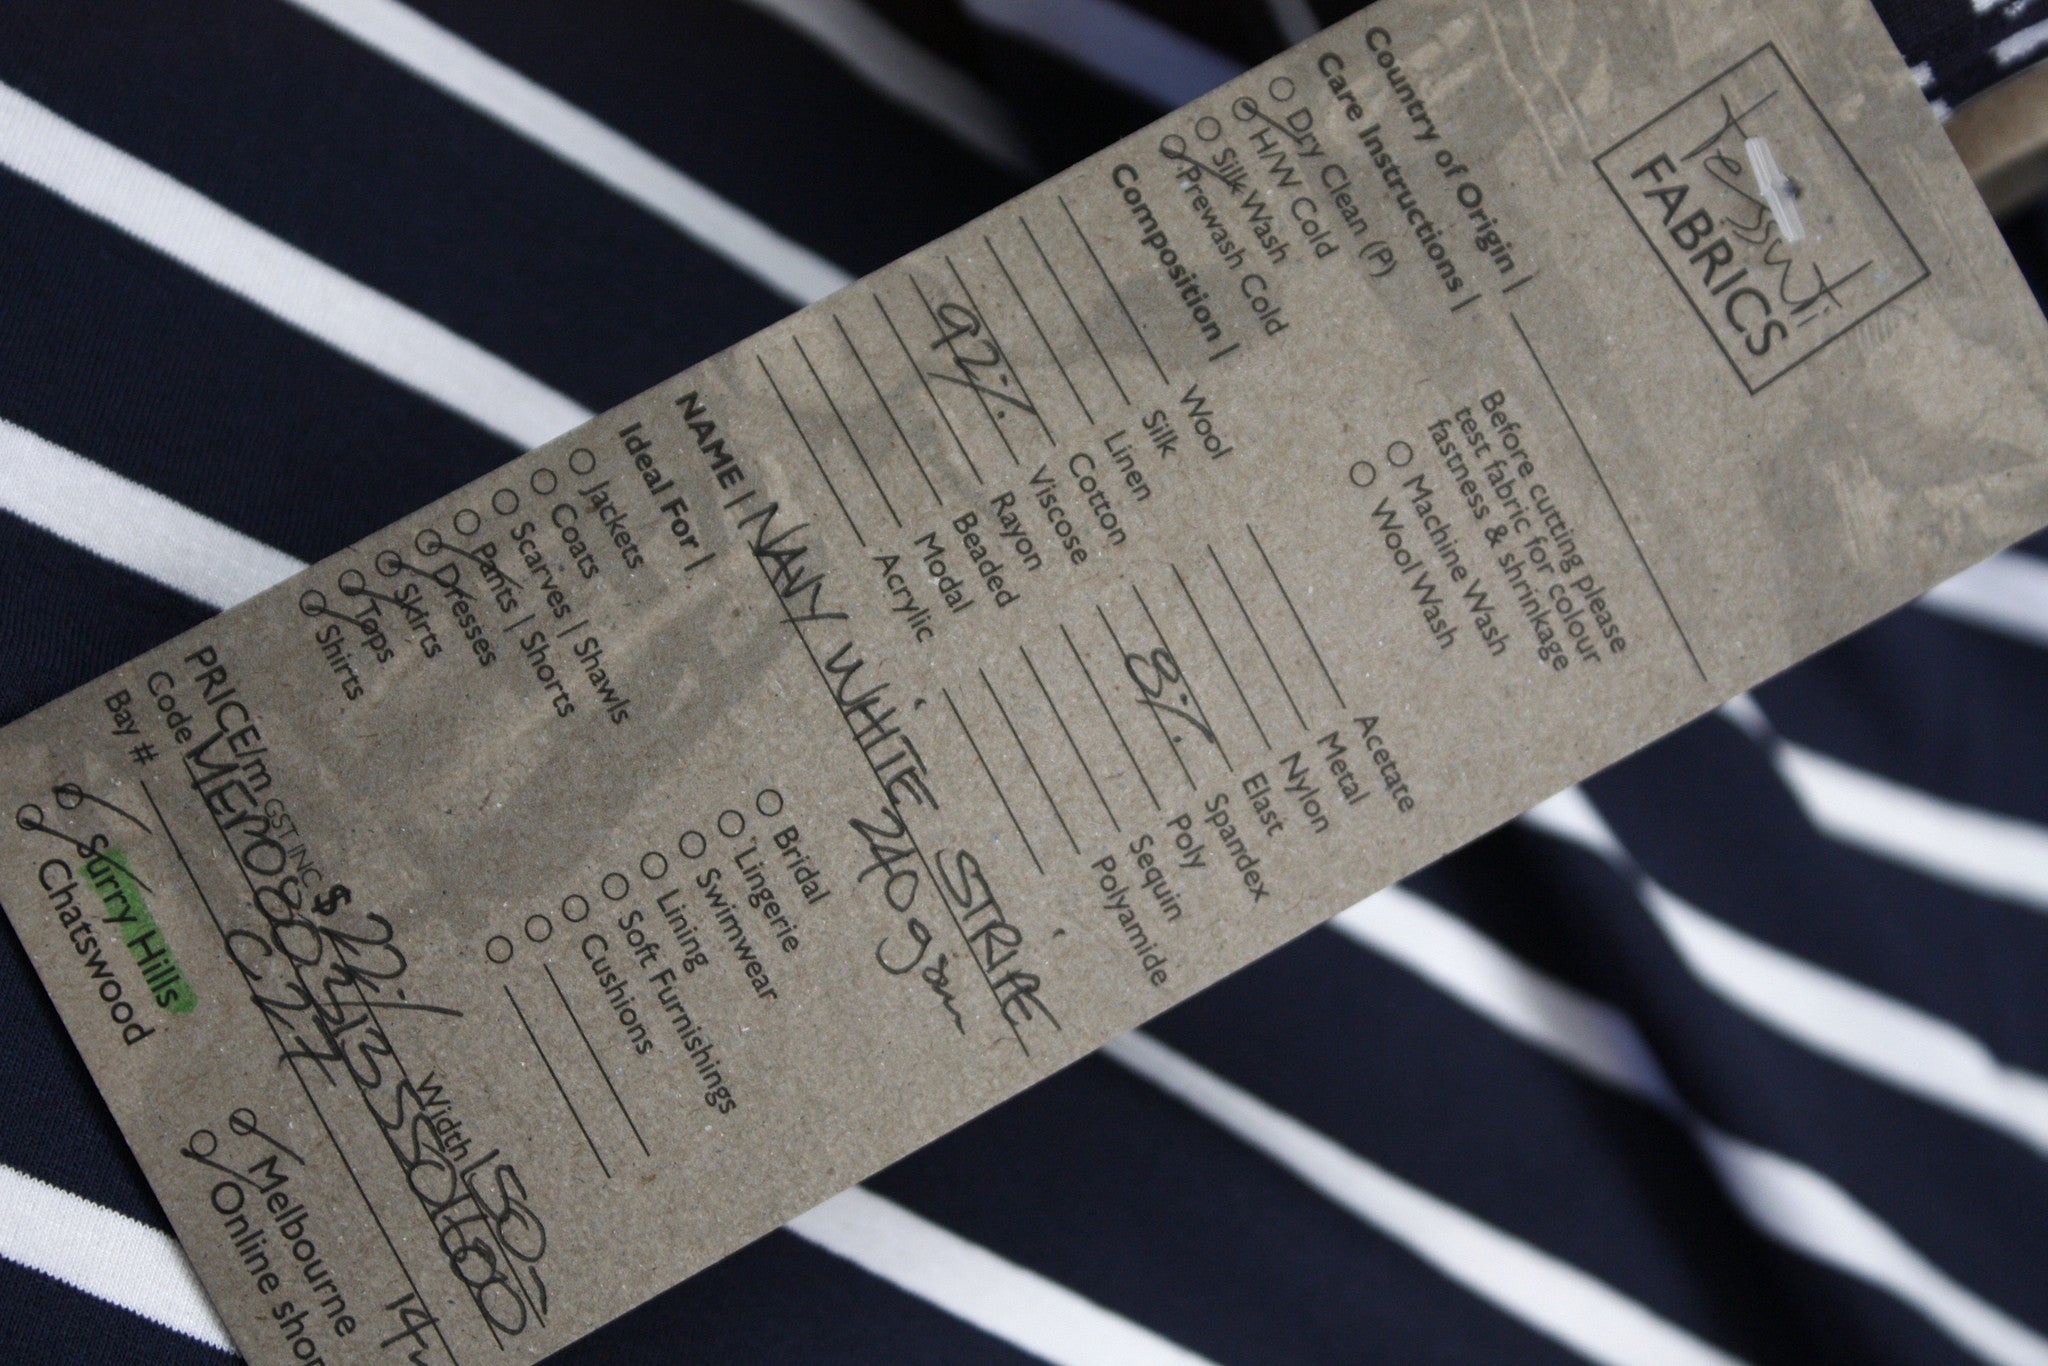 Tessuti
FABRICS
Country of Origin |
Care Instructions |
Before cutting please
test fabric for colour
fastness & shrinkage
Dry Clean (P)
H/W Cold
Silk Wash
Prewash Cold
Machine Wash
Wool Wash
Composition |
Wool Acetate
Silk Metal
Linen Nylon
Cotton Elast
92% Viscose 8% Spandex
Rayon Poly
Beaded Sequin
Modal Polyamide
Acrylic
NAME | NAVY WHITE STRIPE
240 gsm
Ideal For |
Jackets Bridal
Coats Lingerie
Scarves | Shawls Swimwear
Pants | Shorts Lining
Dresses Soft Furnishings
Skirts Cushions
Tops
Shirts
PRICE/m GST INC. $ Width 150-
Code
Bay # C27 14
Surry Hills Melbourne
Chatswood Online shop